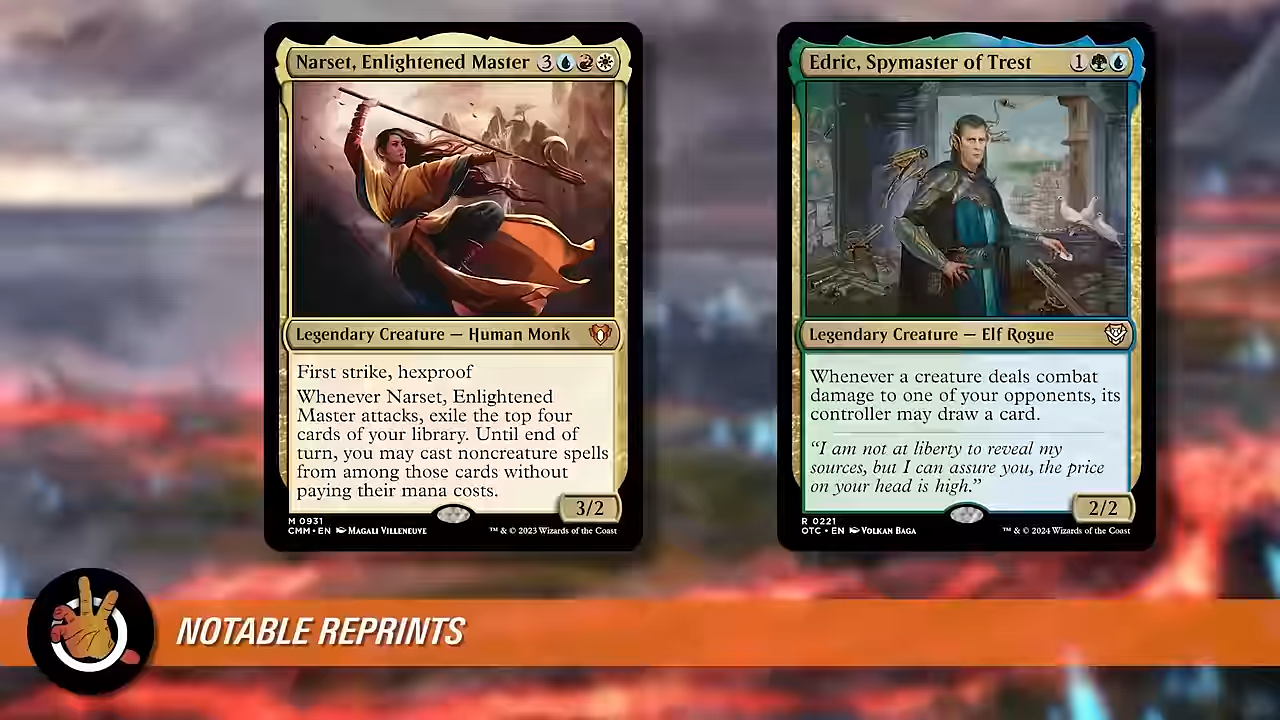 Narset, Enlightened Master 3
Legendary Creature — Human Monk
First strike, hexproof
Whenever Narset, Enlightened
Master attacks, exile the top four
cards of your library. Until end of
turn, you may cast noncreature spells
from among those cards without
paying their mana costs.
3/2
M 0931
CMM • EN Magali Villeneuve
™ & © 2023 Wizards of the Coast
Edric, Spymaster of Trest 1
Legendary Creature — Elf Rogue
Whenever a creature deals combat
damage to one of your opponents, its
controller may draw a card.
“I am not at liberty to reveal my
sources, but I can assure you, the price
on your head is high.”
2/2
R 0221
OTC • EN Volkan Baga
™ & © 2024 Wizards of the Coast
NOTABLE REPRINTS